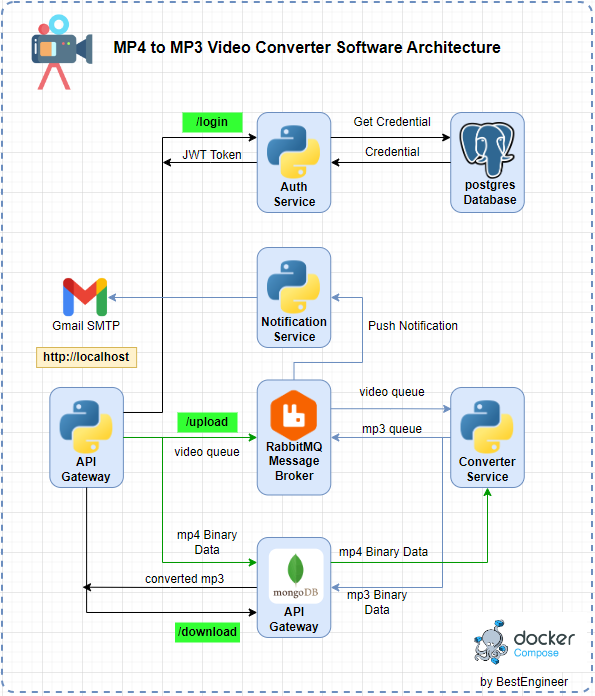 MP4 to MP3 Video Converter Software Architecture
/login
Get Credential
JWT Token
Credential
Auth
Service
postgres
Database
Gmail SMTP
Notification
Service
Push Notification
http://localhost
API
Gateway
/upload
video queue
RabbitMQ
Message
Broker
video queue
mp3 queue
Converter
Service
mp4 Binary
Data
mp4 Binary Data
converted mp3
mongoDB
API
Gateway
mp3 Binary
Data
/download
docker
Compose
by BestEngineer